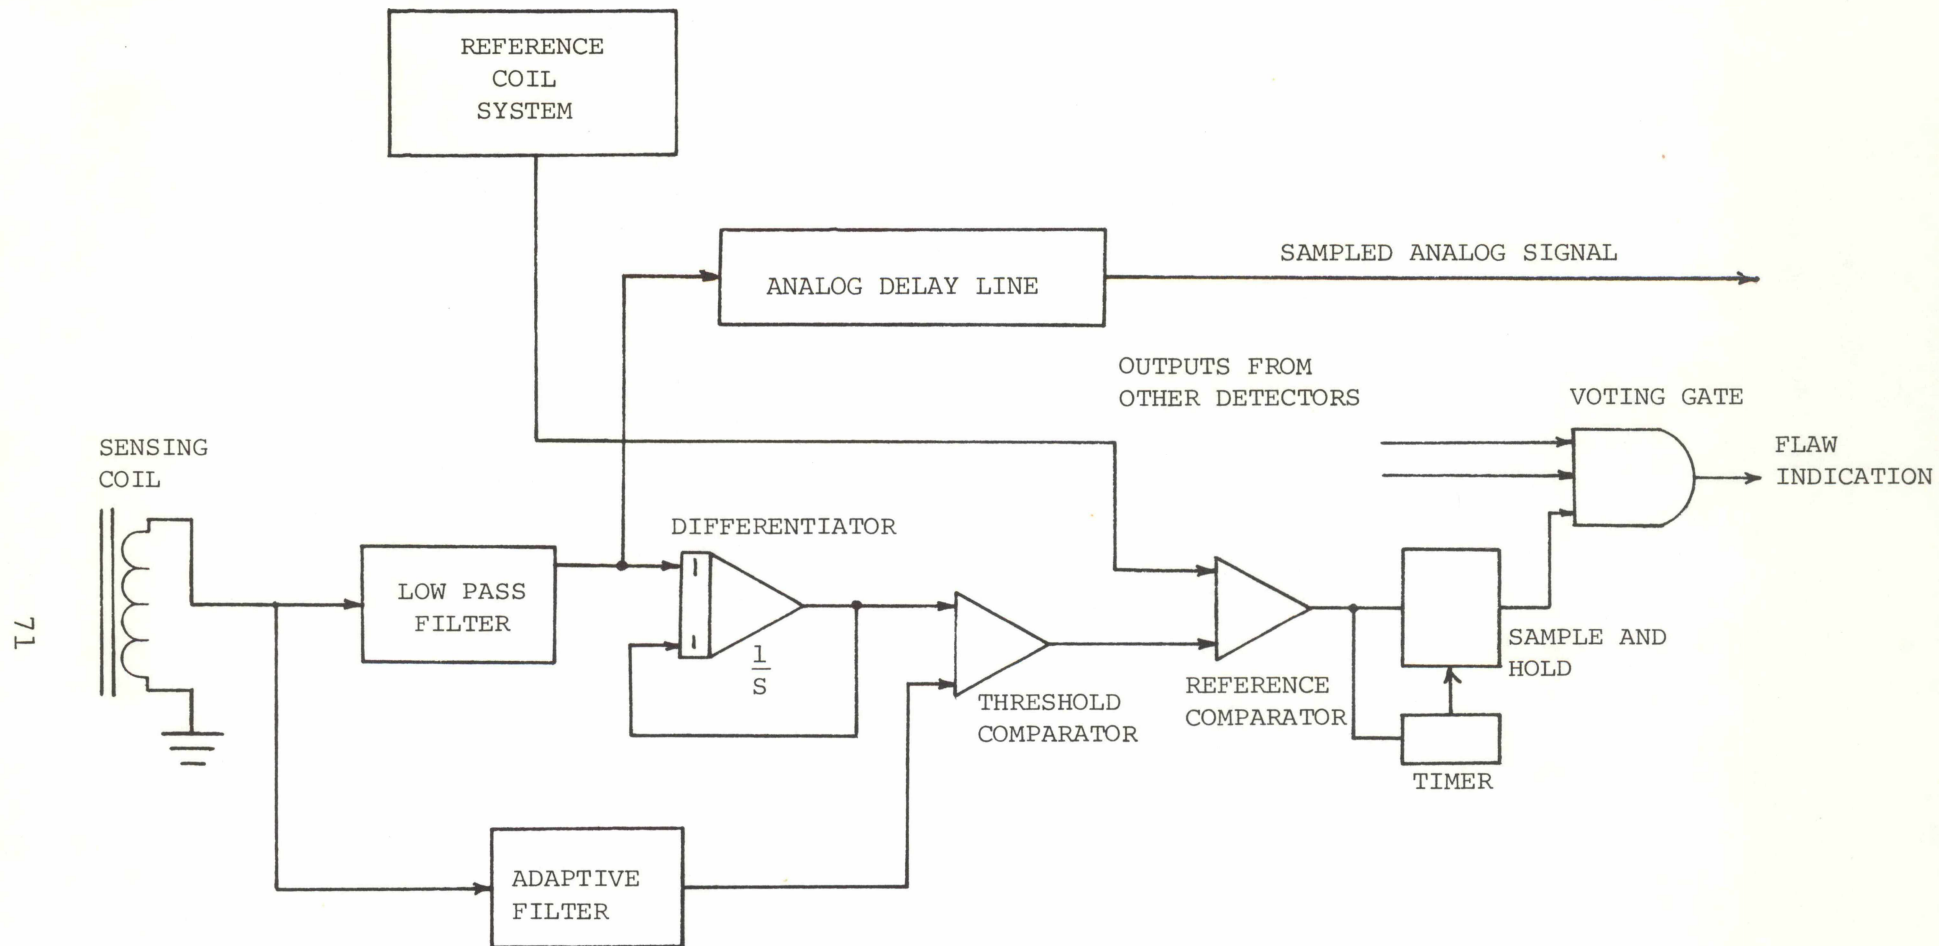 REFERENCE
COIL
SYSTEM
ANALOG DELAY LINE
SAMPLED ANALOG SIGNAL
OUTPUTS FROM
OTHER DETECTORS
VOTING GATE
FLAW
INDICATION
SENSING
COIL
LOW PASS
FILTER
DIFFERENTIATOR
1
S
THRESHOLD
COMPARATOR
REFERENCE
COMPARATOR
SAMPLE AND
HOLD
TIMER
ADAPTIVE
FILTER
71